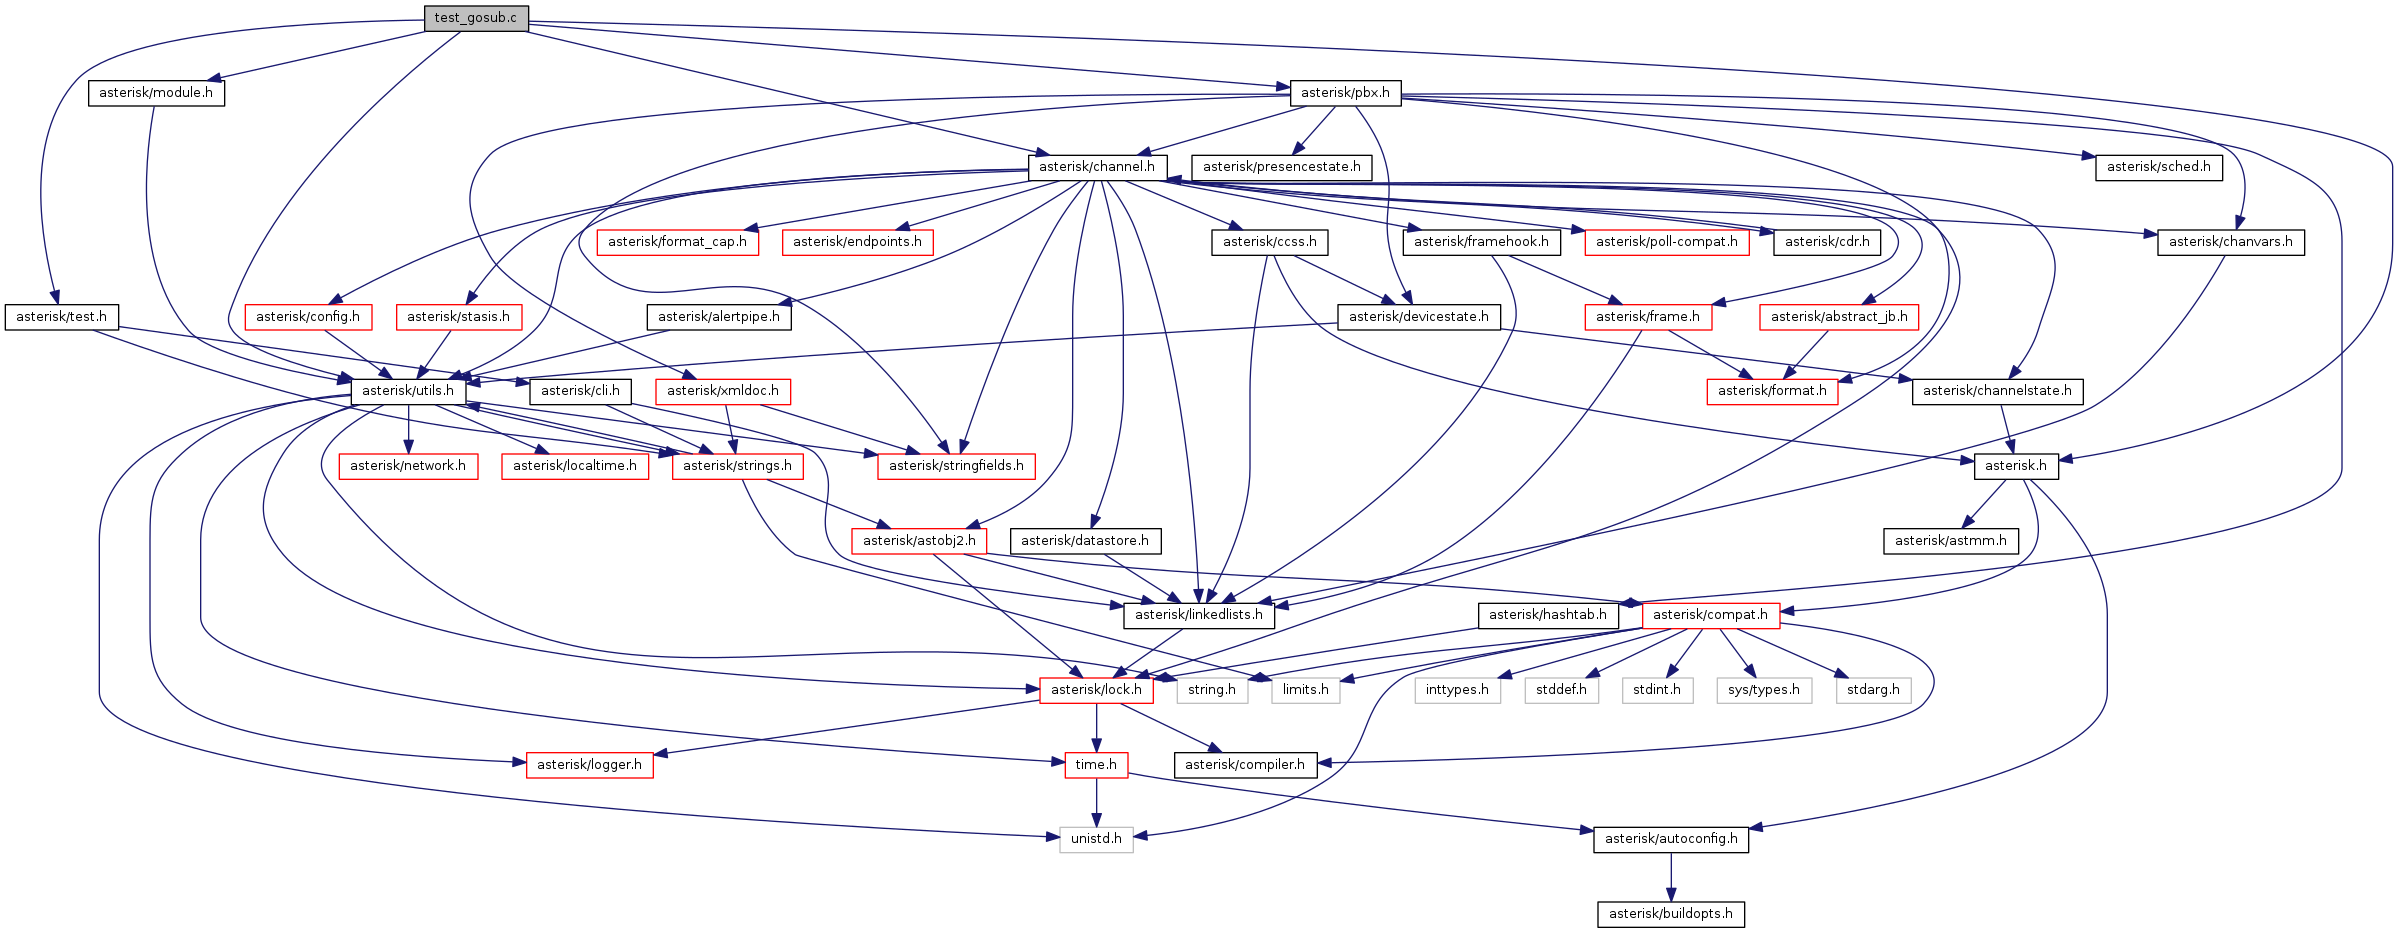 test_gosub.c
asterisk/module.h
asterisk/pbx.h
asterisk/channel.h
asterisk/presencestate.h
asterisk/sched.h
asterisk/format_cap.h
asterisk/endpoints.h
asterisk/ccss.h
asterisk/framehook.h
asterisk/poll-compat.h
asterisk/cdr.h
asterisk/chanvars.h
asterisk/test.h
asterisk/config.h
asterisk/stasis.h
asterisk/alertpipe.h
asterisk/devicestate.h
asterisk/frame.h
asterisk/abstract_jb.h
asterisk/utils.h
asterisk/cli.h
asterisk/xmldoc.h
asterisk/format.h
asterisk/channelstate.h
asterisk/network.h
asterisk/localtime.h
asterisk/strings.h
asterisk/stringfields.h
asterisk.h
asterisk/astobj2.h
asterisk/datastore.h
asterisk/astmm.h
asterisk/linkedlists.h
asterisk/hashtab.h
asterisk/compat.h
asterisk/lock.h
string.h
limits.h
inttypes.h
stddef.h
stdint.h
sys/types.h
stdarg.h
asterisk/logger.h
time.h
asterisk/compiler.h
unistd.h
asterisk/autoconfig.h
asterisk/buildopts.h